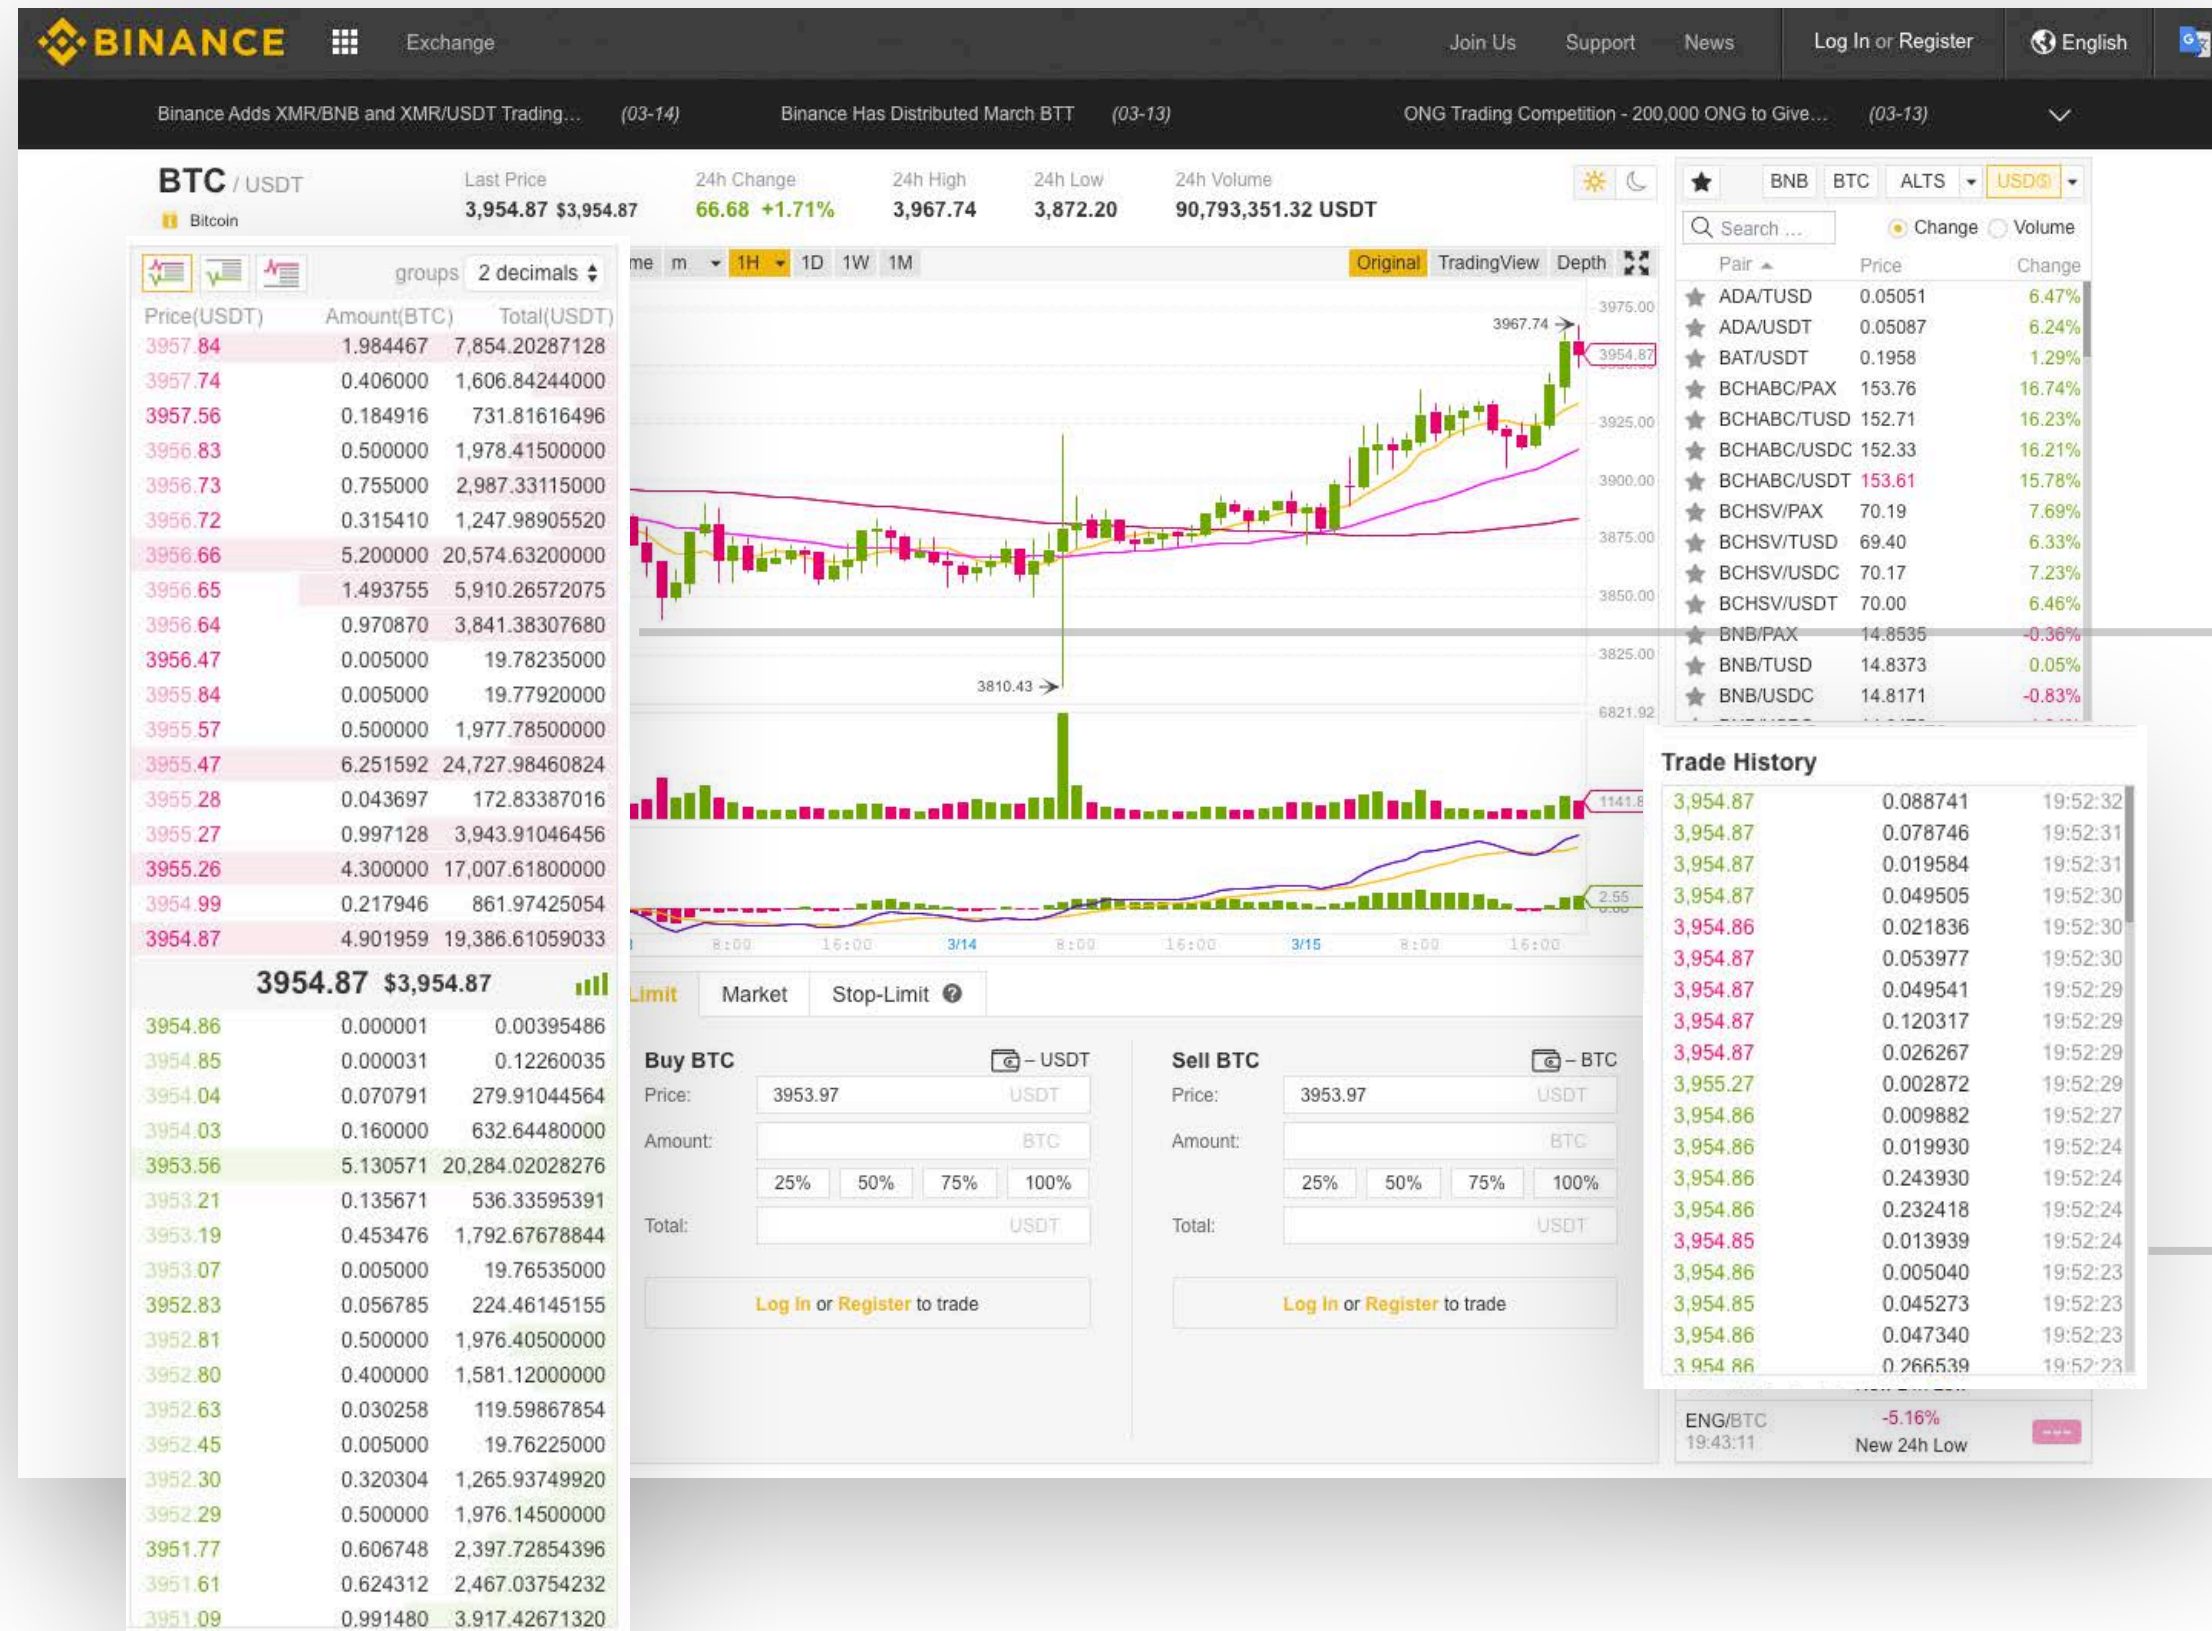 BINANCE Exchange Join Us Support News Log In or Register English
Binance Adds XMR/BNB and XMR/USDT Trading... (03-14) Binance Has Distributed March BTT (03-13) ONG Trading Competition - 200,000 ONG to Give... (03-13)
BTC / USDT
Bitcoin
Last Price 24h Change 24h High 24h Low 24h Volume
3,954.87 $3,954.87 66.68 +1.71% 3,967.74 3,872.20 90,793,351.32 USDT
groups 2 decimals
Price(USDT) Amount(BTC) Total(USDT)
3957.84 1.984467 7,854.20287128
3957.74 0.406000 1,606.84244000
3957.56 0.184916 731.81616496
3956.83 0.500000 1,978.41500000
3956.73 0.755000 2,987.33115000
3956.72 0.315410 1,247.98905520
3956.66 5.200000 20,574.63200000
3956.65 1.493755 5,910.26572075
3956.64 0.970870 3,841.38307680
3956.47 0.005000 19.78235000
3955.84 0.005000 19.77920000
3955.57 0.500000 1,977.78500000
3955.47 6.251592 24,727.98460824
3955.28 0.043697 172.83387016
3955.27 0.997128 3,943.91046456
3955.26 4.300000 17,007.61800000
3954.99 0.217946 861.97425054
3954.87 4.901959 19,386.61059033
3954.87 $3,954.87
3954.86 0.000001 0.00395486
3954.85 0.000031 0.12260035
3954.04 0.070791 279.91044564
3954.03 0.160000 632.64480000
3953.56 5.130571 20,284.02028276
3953.21 0.135671 536.33595391
3953.19 0.453476 1,792.67678844
3953.07 0.005000 19.76535000
3952.83 0.056785 224.46145155
3952.81 0.500000 1,976.40500000
3952.80 0.400000 1,581.12000000
3952.63 0.030258 119.59867854
3952.45 0.005000 19.76225000
3952.30 0.320304 1,265.93749920
3952.29 0.500000 1,976.14500000
3951.77 0.606748 2,397.72854396
3951.61 0.624312 2,467.03754232
3951.09 0.991480 3,917.42671320
me m 1H 1D 1W 1M Original TradingView Depth
3975.00
3967.74
3954.87
3925.00
3900.00
3875.00
3850.00
3825.00
3810.43
6821.92
1141.8
2.55
8:00 16:00 3/14 8:00 16:00 3/15 8:00 16:00
Limit Market Stop-Limit
Buy BTC – USDT
Price: 3953.97 USDT
Amount: BTC
25% 50% 75% 100%
Total: USDT
Log In or Register to trade
Sell BTC – BTC
Price: 3953.97 USDT
Amount: BTC
25% 50% 75% 100%
Total: USDT
Log In or Register to trade
BNB BTC ALTS USD$
Search ... Change Volume
Pair Price Change
ADA/TUSD 0.05051 6.47%
ADA/USDT 0.05087 6.24%
BAT/USDT 0.1958 1.29%
BCHABC/PAX 153.76 16.74%
BCHABC/TUSD 152.71 16.23%
BCHABC/USDC 152.33 16.21%
BCHABC/USDT 153.61 15.78%
BCHSV/PAX 70.19 7.69%
BCHSV/TUSD 69.40 6.33%
BCHSV/USDC 70.17 7.23%
BCHSV/USDT 70.00 6.46%
BNB/PAX 14.8535 -0.36%
BNB/TUSD 14.8373 0.05%
BNB/USDC 14.8171 -0.83%
Trade History
3,954.87 0.088741 19:52:32
3,954.87 0.078746 19:52:31
3,954.87 0.019584 19:52:31
3,954.87 0.049505 19:52:30
3,954.86 0.021836 19:52:30
3,954.87 0.053977 19:52:30
3,954.87 0.049541 19:52:29
3,954.87 0.120317 19:52:29
3,954.87 0.026267 19:52:29
3,955.27 0.002872 19:52:29
3,954.86 0.009882 19:52:27
3,954.86 0.019930 19:52:24
3,954.86 0.243930 19:52:24
3,954.86 0.232418 19:52:24
3,954.85 0.013939 19:52:24
3,954.86 0.005040 19:52:23
3,954.85 0.045273 19:52:23
3,954.86 0.047340 19:52:23
3,954.86 0.266539 19:52:23
ENG/BTC -5.16%
19:43:11 New 24h Low